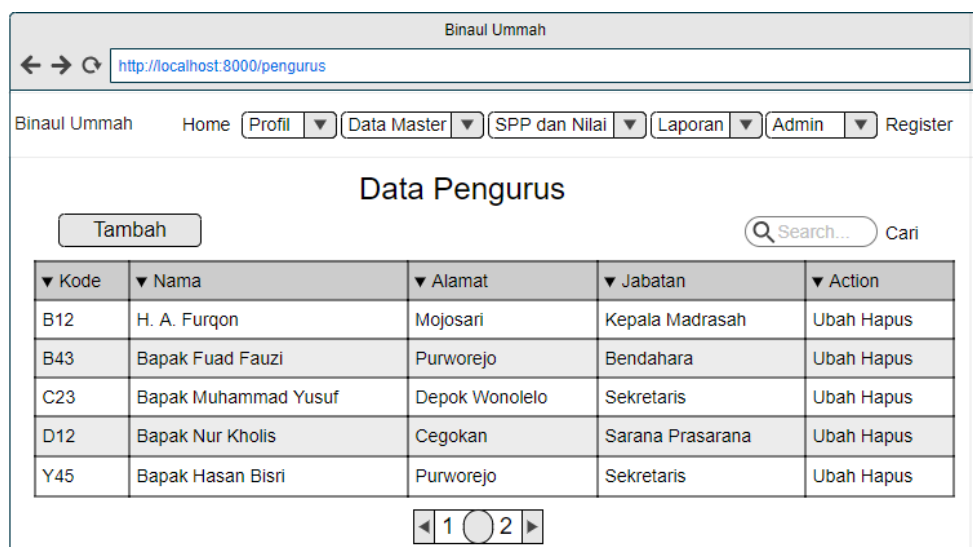 Binaul Ummah
http://localhost:8000/pengurus
Binaul Ummah Home Profil ▼ Data Master ▼ SPP dan Nilai ▼ Laporan ▼ Admin ▼ Register
Data Pengurus
Tambah Search... Cari
▼ Kode ▼ Nama ▼ Alamat ▼ Jabatan ▼ Action
B12 H. A. Furqon Mojosari Kepala Madrasah Ubah Hapus
B43 Bapak Fuad Fauzi Purworejo Bendahara Ubah Hapus
C23 Bapak Muhammad Yusuf Depok Wonolelo Sekretaris Ubah Hapus
D12 Bapak Nur Kholis Cegokan Sarana Prasarana Ubah Hapus
Y45 Bapak Hasan Bisri Purworejo Sekretaris Ubah Hapus
1 2